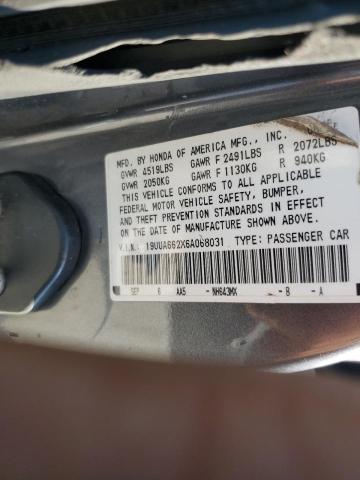 MFD. BY HONDA OF AMERICA MFG., INC.
GVWR 4519LBS GAWR F 2491LBS R 2072LBS
GVWR 2050KG GAWR F 1130KG R 940KG
THIS VEHICLE CONFORMS TO ALL APPLICABLE
FEDERAL MOTOR VEHICLE SAFETY, BUMPER,
AND THEFT PREVENTION STANDARDS IN EFFECT
ON THE DATE OF MANUFACTURE SHOWN ABOVE.
V.I.N.: 19UUA662X6A068031 TYPE: PASSENGER CAR
SEP 6 AA5 -NH643MX -B -A